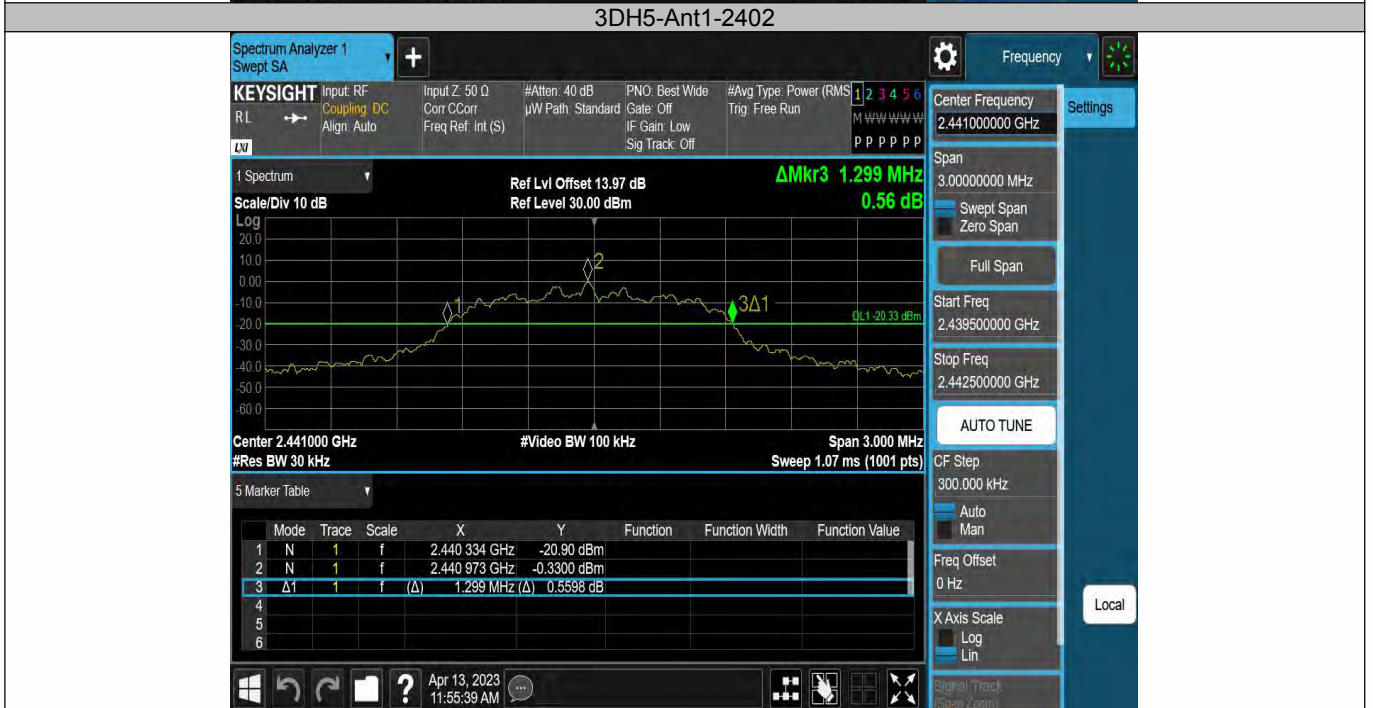 3DH5-Ant1-2402
Spectrum Analyzer 1
Swept SA
+
Frequency
KEYSIGHT
RL
LXI
Input: RF
Coupling: DC
Align: Auto
Input Z: 50 Ω
Corr CCorr
Freq Ref: Int (S)
#Atten: 40 dB
µW Path: Standard
PNO: Best Wide
Gate: Off
IF Gain: Low
Sig Track: Off
#Avg Type: Power (RMS
Trig: Free Run
1 2 3 4 5 6
M W W W W W
P P P P P P
1 Spectrum
Scale/Div 10 dB
Ref Lvl Offset 13.97 dB
Ref Level 30.00 dBm
ΔMkr3 1.299 MHz
0.56 dB
Log
20.0
10.0
0.00
-10.0
-20.0
-30.0
-40.0
-50.0
-60.0
1
2
3Δ1
DL1 -20.33 dBm
Center 2.441000 GHz
#Video BW 100 kHz
Span 3.000 MHz
#Res BW 30 kHz
Sweep 1.07 ms (1001 pts)
5 Marker Table
Mode Trace Scale X Y Function Function Width Function Value
1 N 1 f 2.440 334 GHz -20.90 dBm
2 N 1 f 2.440 973 GHz -0.3300 dBm
3 Δ1 1 f (Δ) 1.299 MHz (Δ) 0.5598 dB
4
5
6
?
Apr 13, 2023
11:55:39 AM
Center Frequency
2.441000000 GHz
Settings
Span
3.00000000 MHz
Swept Span
Zero Span
Full Span
Start Freq
2.439500000 GHz
Stop Freq
2.442500000 GHz
AUTO TUNE
CF Step
300.000 kHz
Auto
Man
Freq Offset
0 Hz
X Axis Scale
Log
Lin
Local
Signal Track
(Span Zoom)